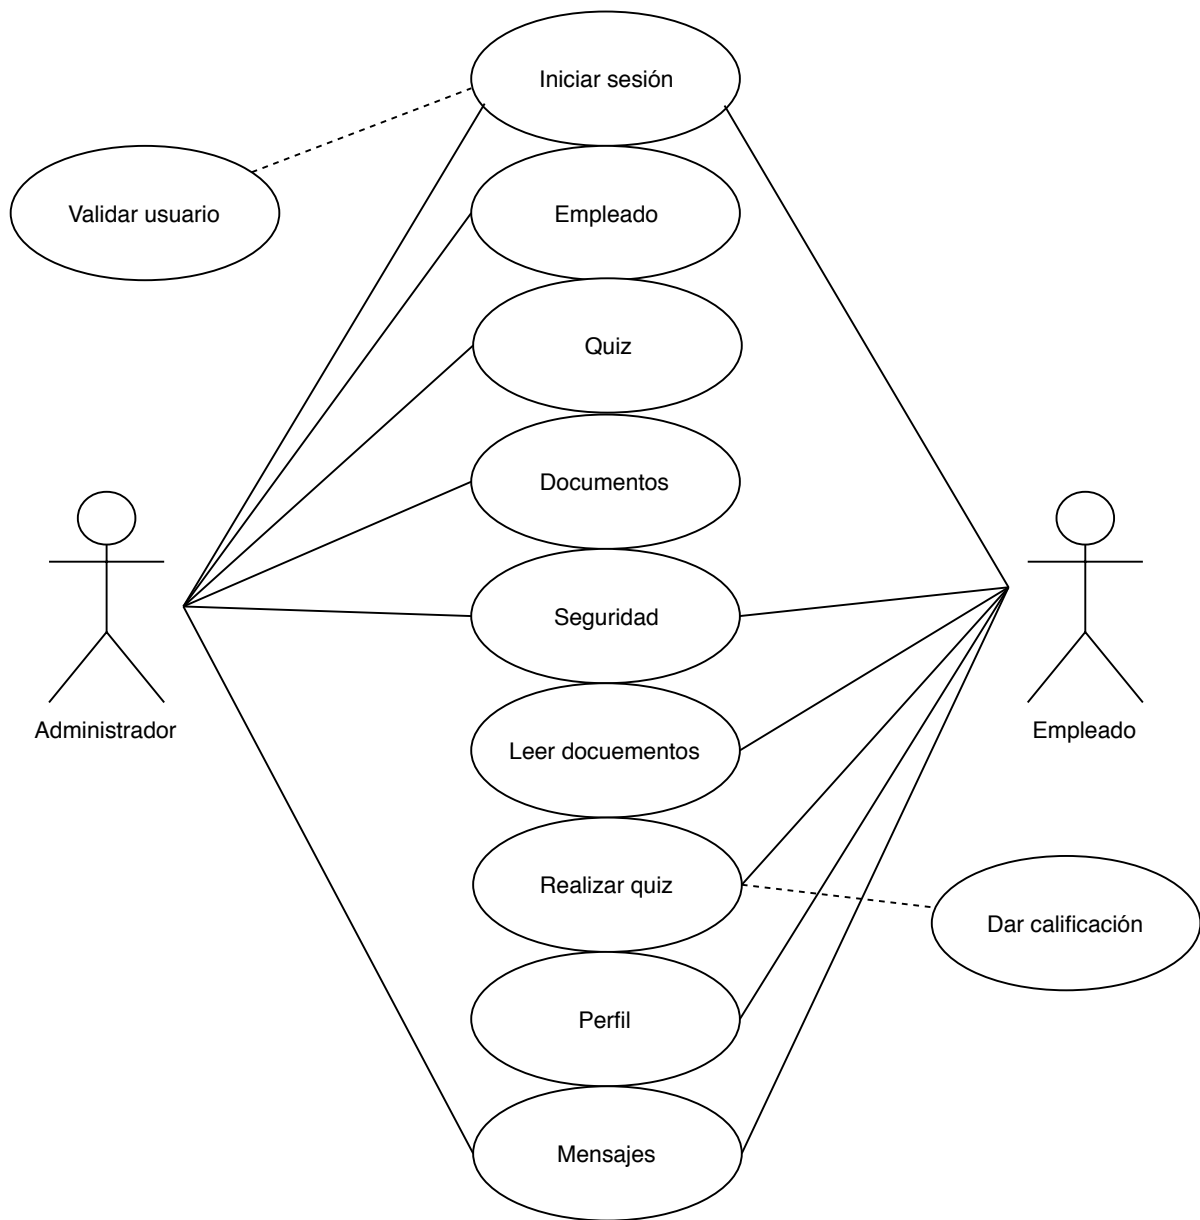 Iniciar sesión
Validar usuario
Empleado
Quiz
Documentos
Seguridad
Administrador
Empleado
Leer docuementos
Realizar quiz
Dar calificación
Perfil
Mensajes